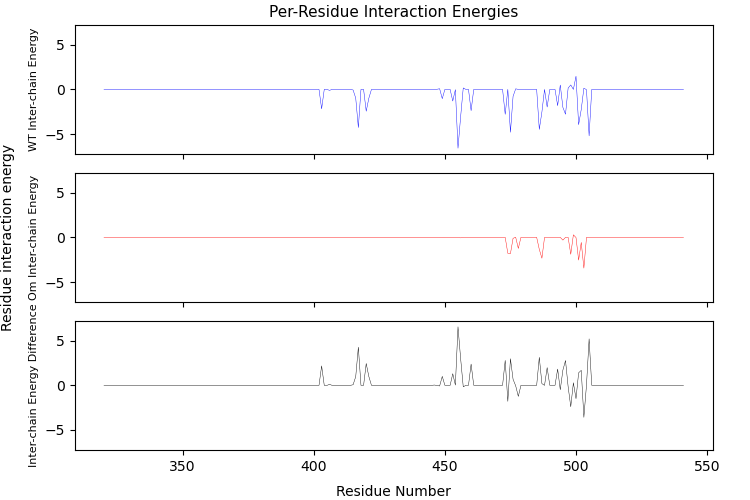 Per-Residue Interaction Energies
Residue interaction energy
WT Inter-chain Energy
5
0
−5
Om Inter-chain Energy
5
0
−5
Inter-chain Energy Difference
5
0
−5
350
400
450
500
550
Residue Number